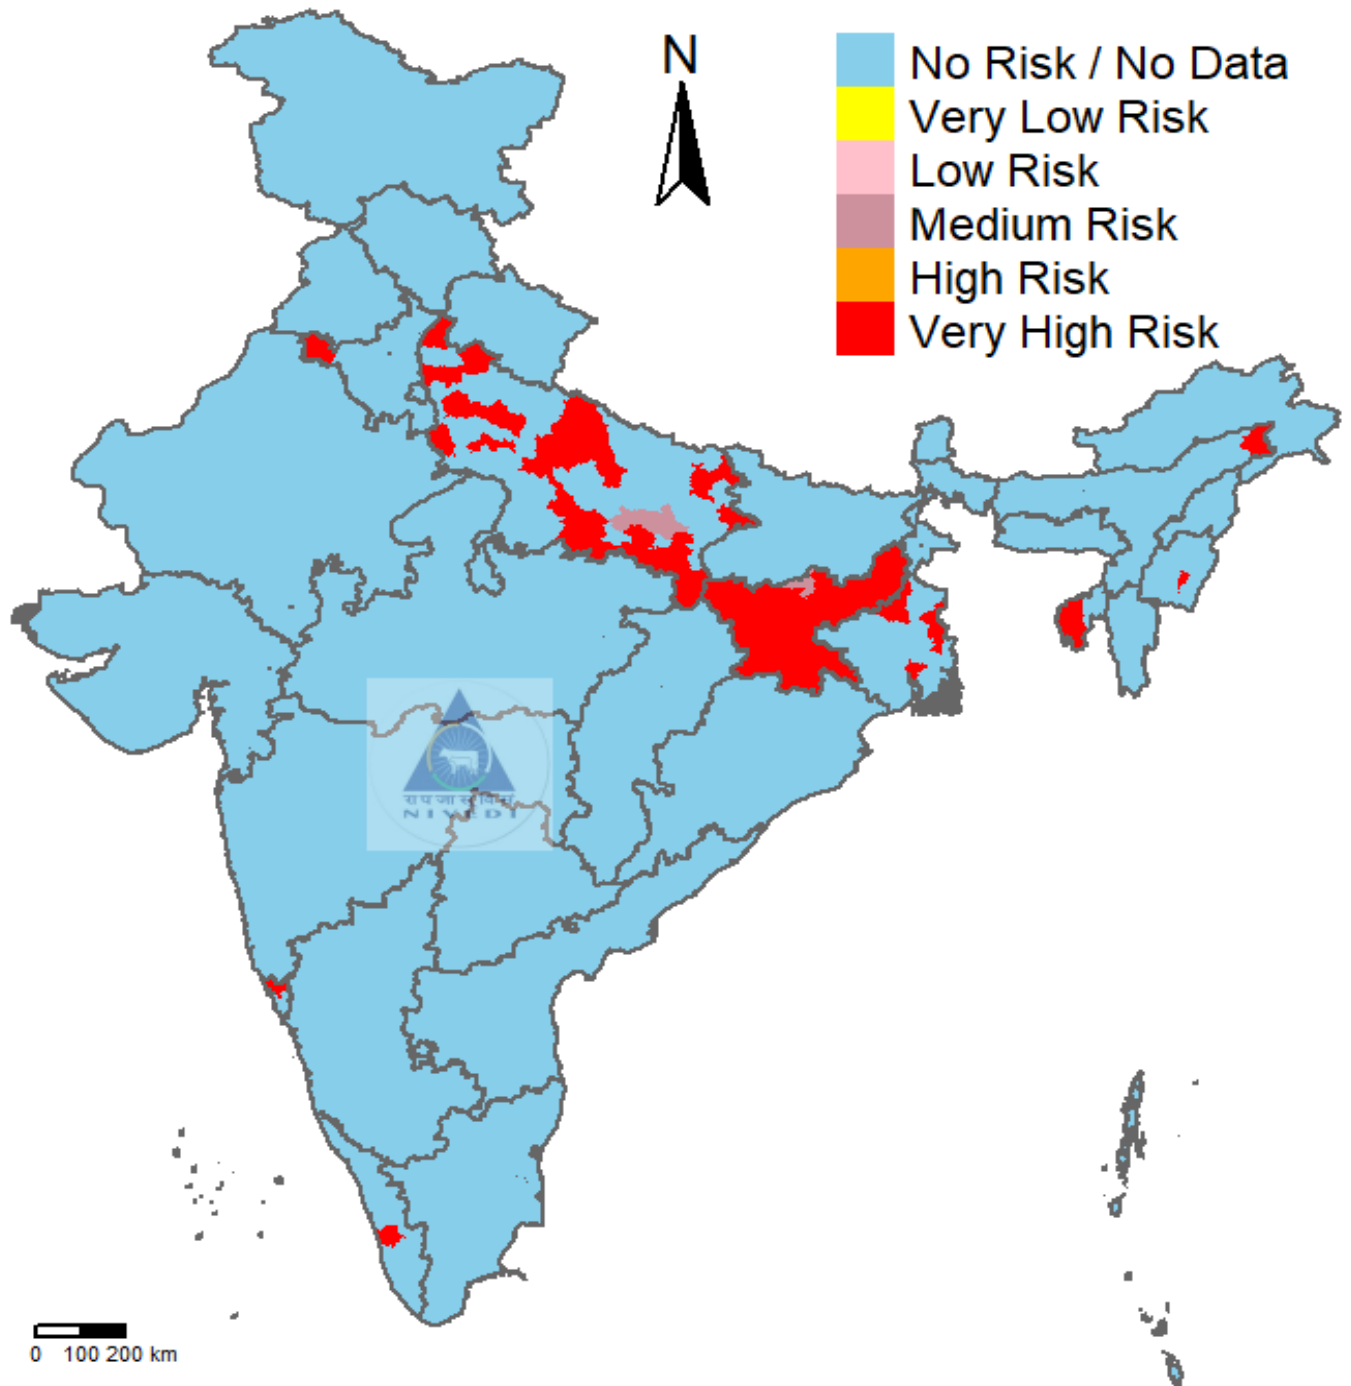 N
No Risk / No Data
Very Low Risk
Low Risk
Medium Risk
High Risk
Very High Risk
NIVEDI
0 100 200 km